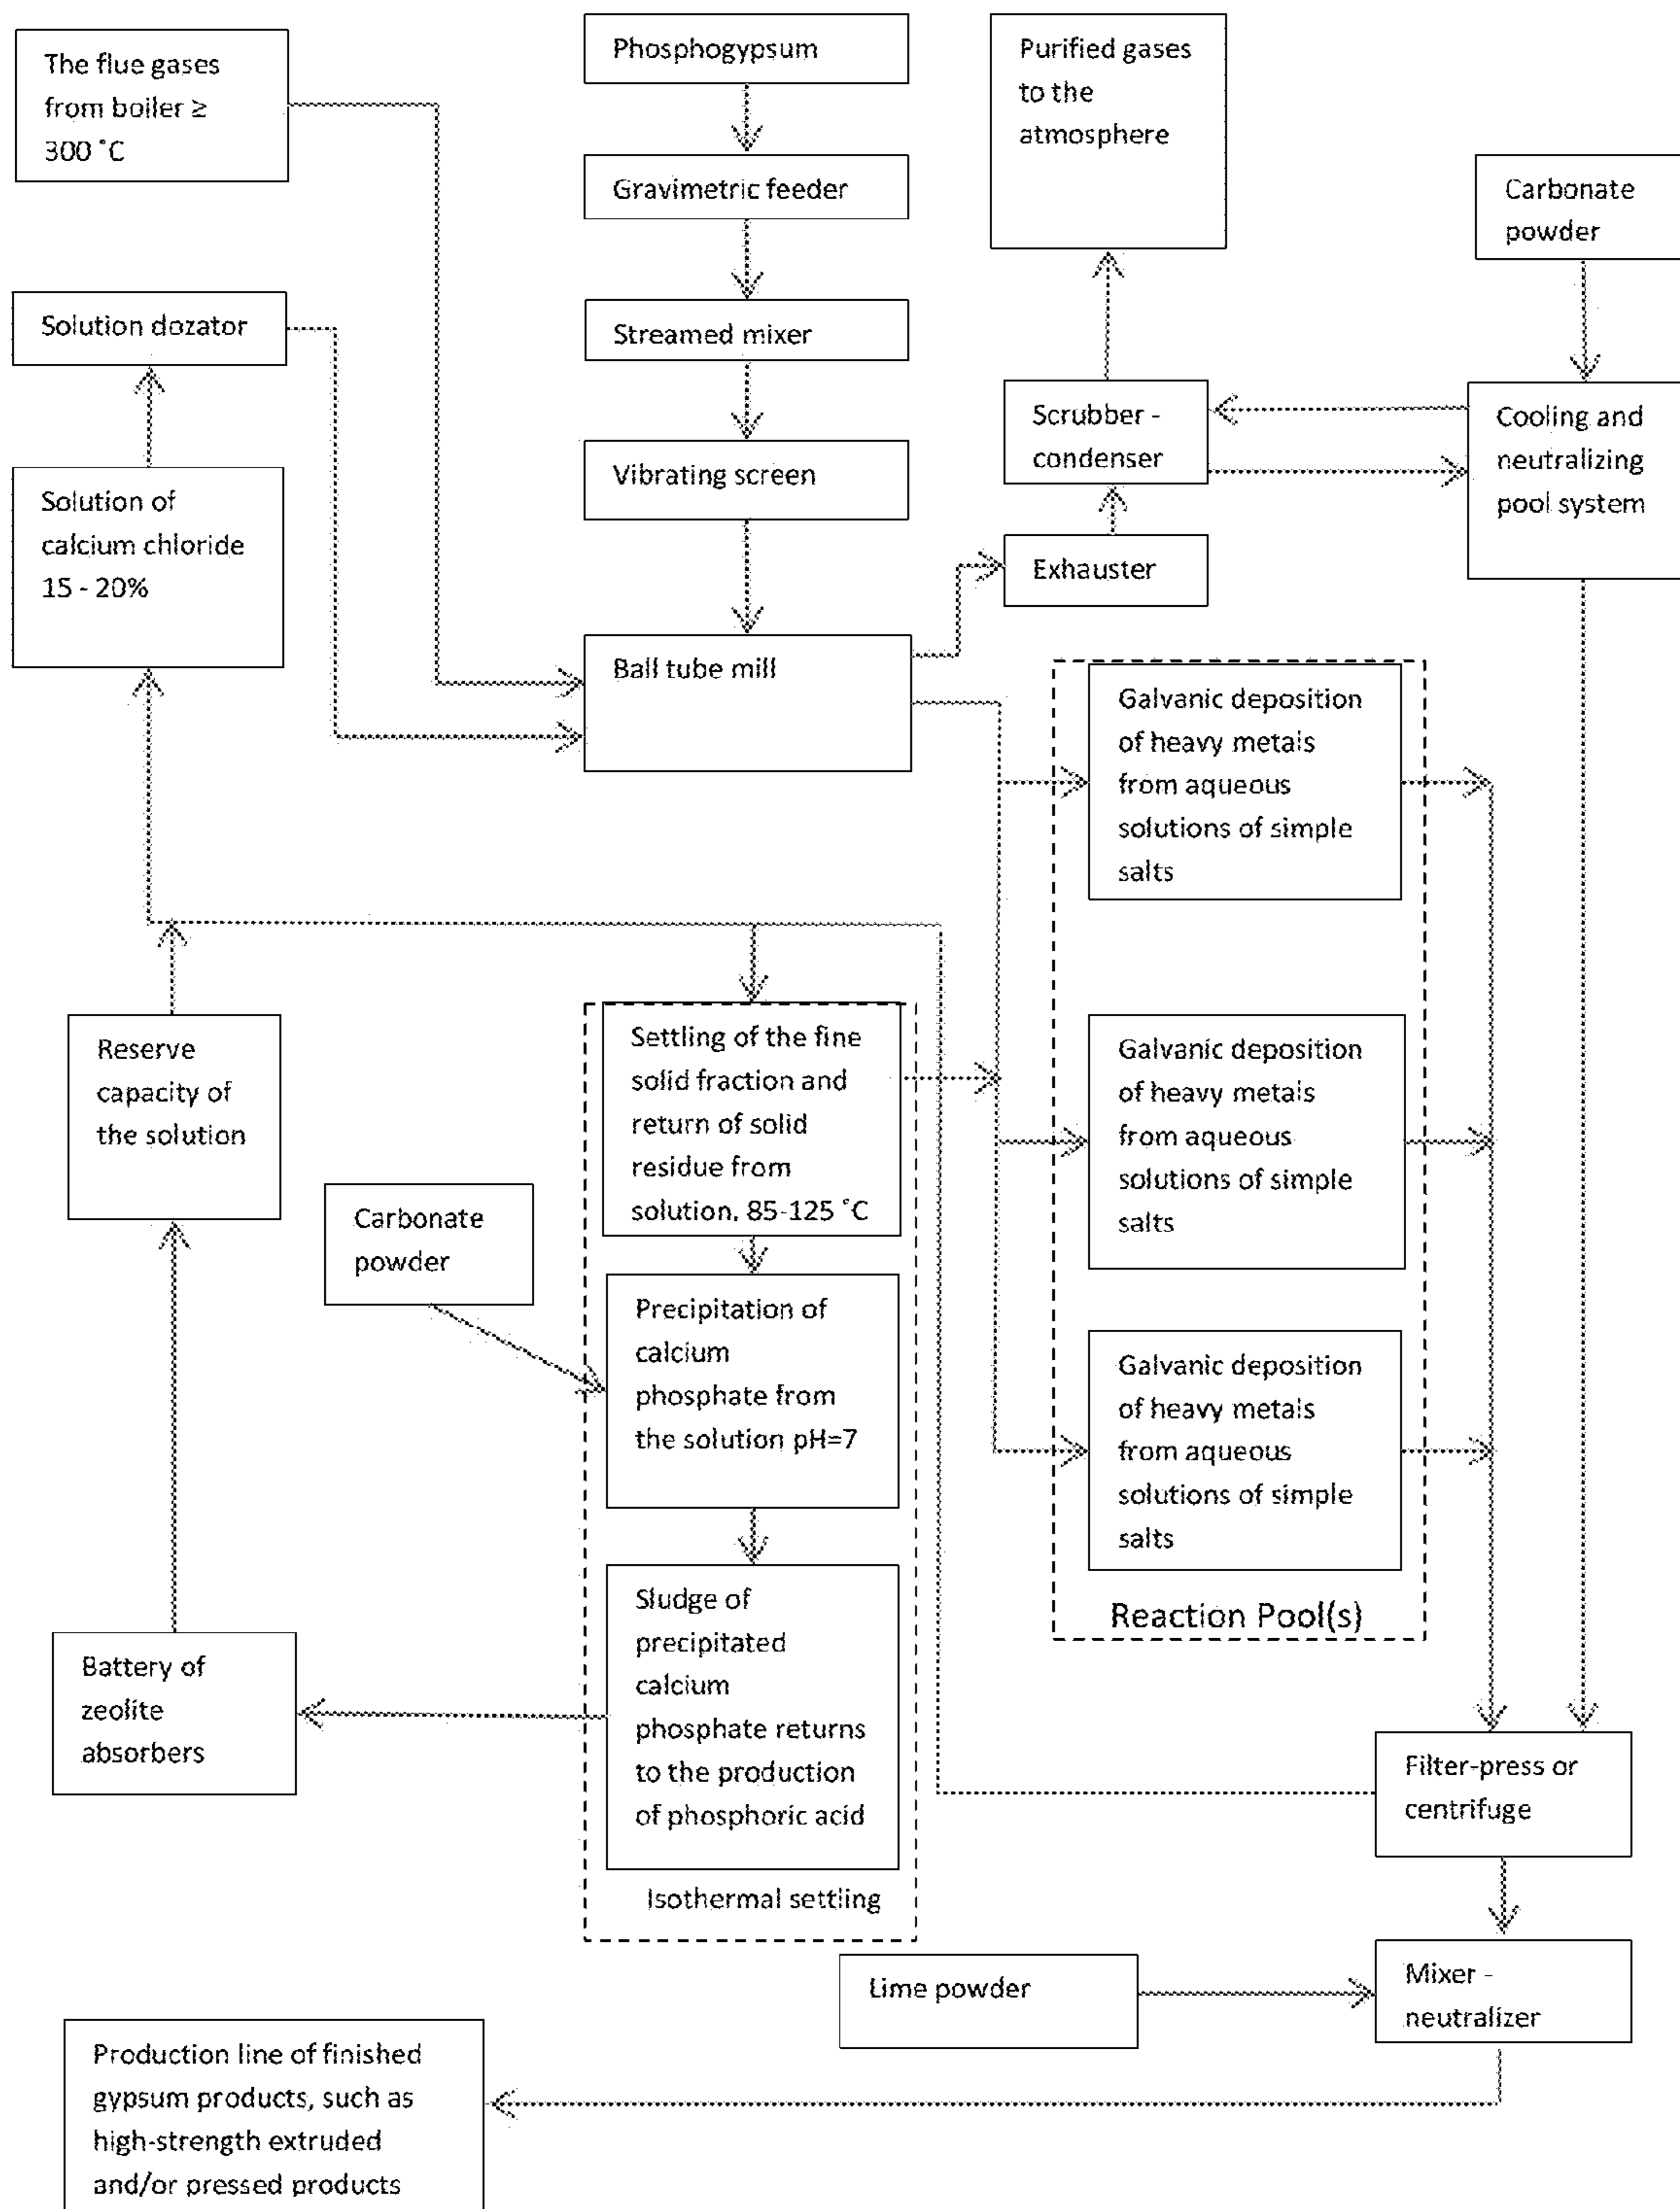 The flue gases
from boiler ≥
300 ˚C
Phosphogypsum
Purified gases
to the
atmosphere
Gravimetric feeder
Carbonate
powder
Solution dozator
Streamed mixer
Scrubber -
condenser
Cooling and
neutralizing
pool system
Solution of
calcium chloride
15 - 20%
Vibrating screen
Exhauster
Ball tube mill
Galvanic deposition
of heavy metals
from aqueous
solutions of simple
salts
Reserve
capacity of
the solution
Settling of the fine
solid fraction and
return of solid
residue from
solution, 85-125 ˚C
Galvanic deposition
of heavy metals
from aqueous
solutions of simple
salts
Carbonate
powder
Precipitation of
calcium
phosphate from
the solution pH=7
Galvanic deposition
of heavy metals
from aqueous
solutions of simple
salts
Reaction Pool(s)
Battery of
zeolite
absorbers
Sludge of
precipitated
calcium
phosphate returns
to the production
of phosphoric acid
Isothermal settling
Filter-press or
centrifuge
Lime powder
Mixer -
neutralizer
Production line of finished
gypsum products, such as
high-strength extruded
and/or pressed products